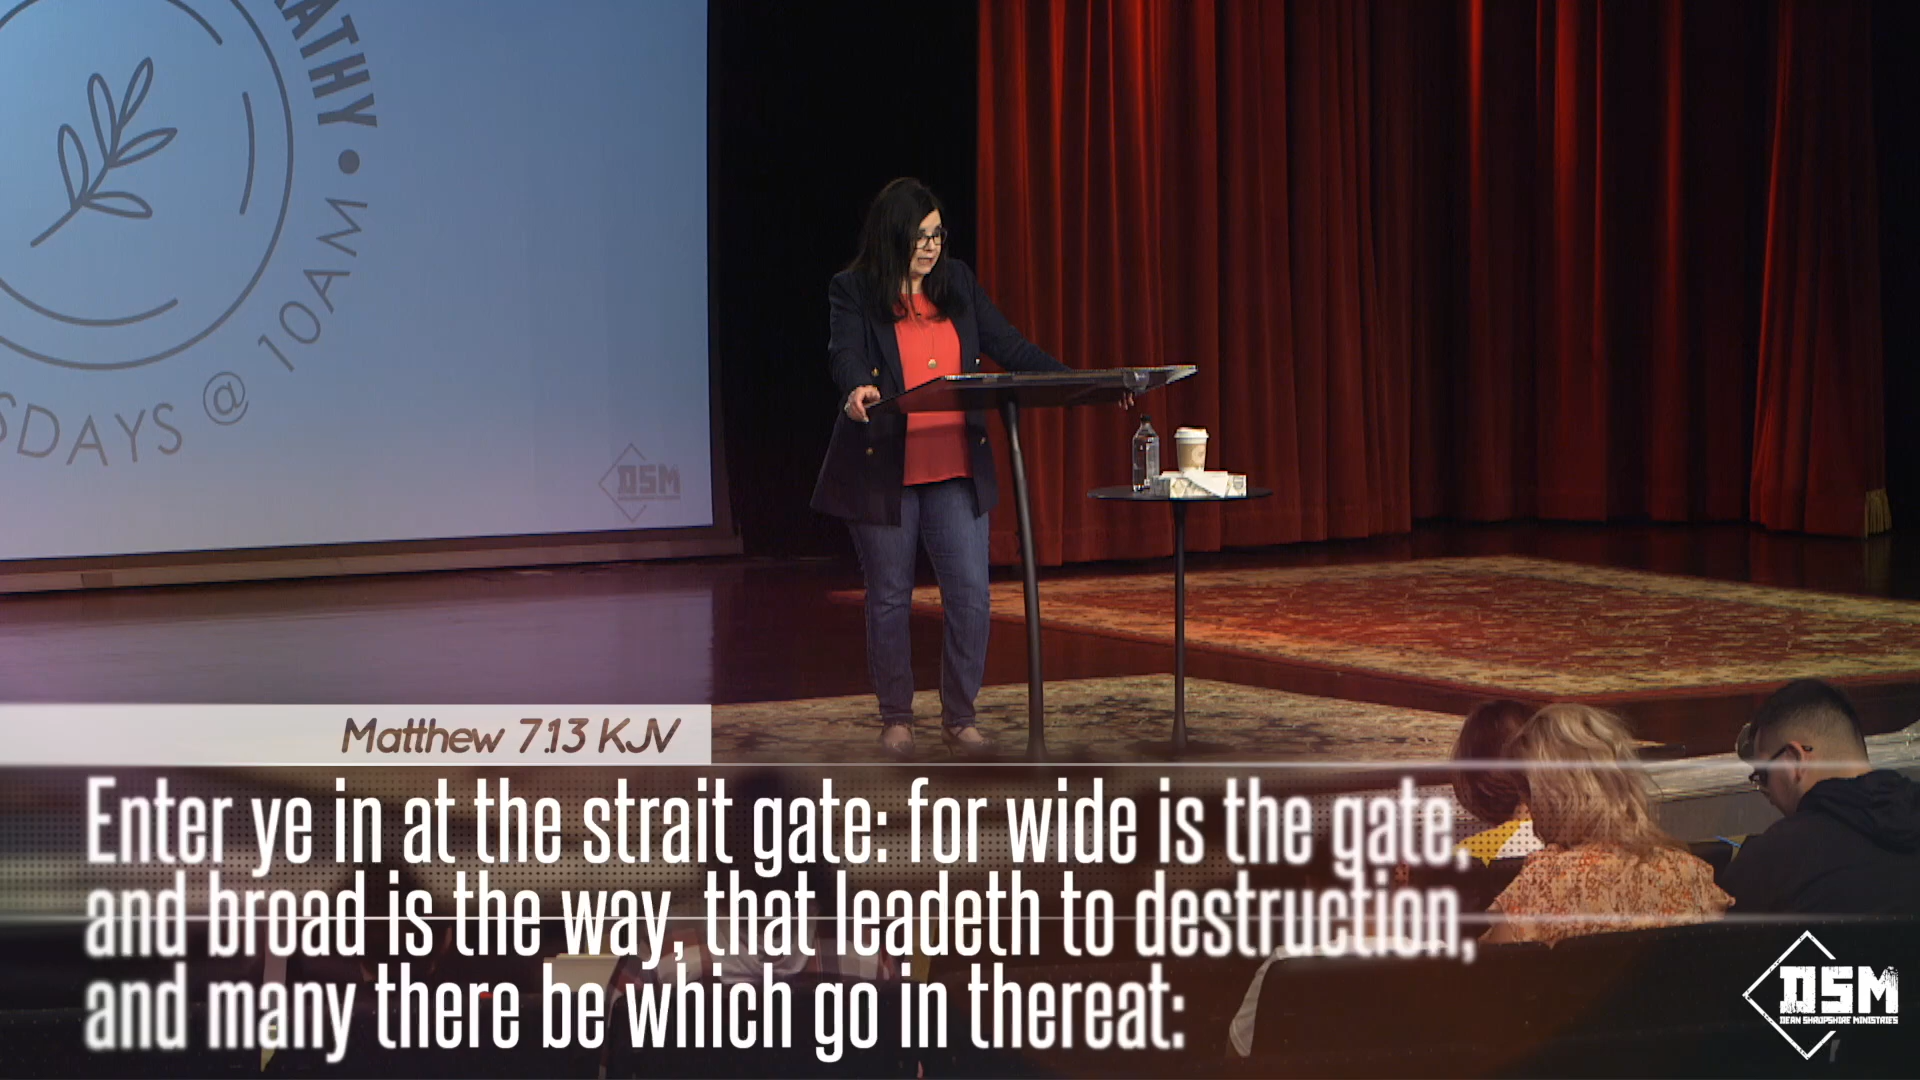 ATHY •
SDAYS @ 10AM
DSM
Matthew 7:13 KJV
Enter ye in at the strait gate: for wide is the gate,
and broad is the way, that leadeth to destruction,
and many there be which go in thereat:
DSM
DEAN SHROPSHIRE MINISTRIES